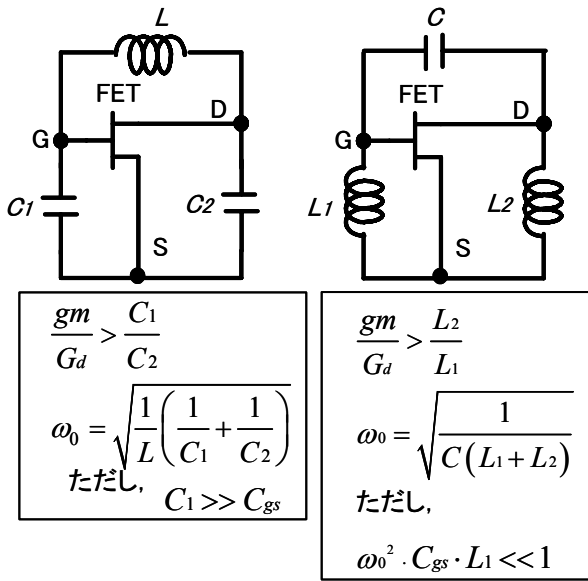 L
FET
D
G
C1
C2
S
gm/Gd > C1/C2
ω0 = √(1/L (1/C1 + 1/C2))
ただし,
C1 >> Cgs
C
FET
D
G
L1
L2
S
gm/Gd > L2/L1
ω0 = √(1/(C(L1 + L2)))
ただし,
ω0² · Cgs · L1 << 1